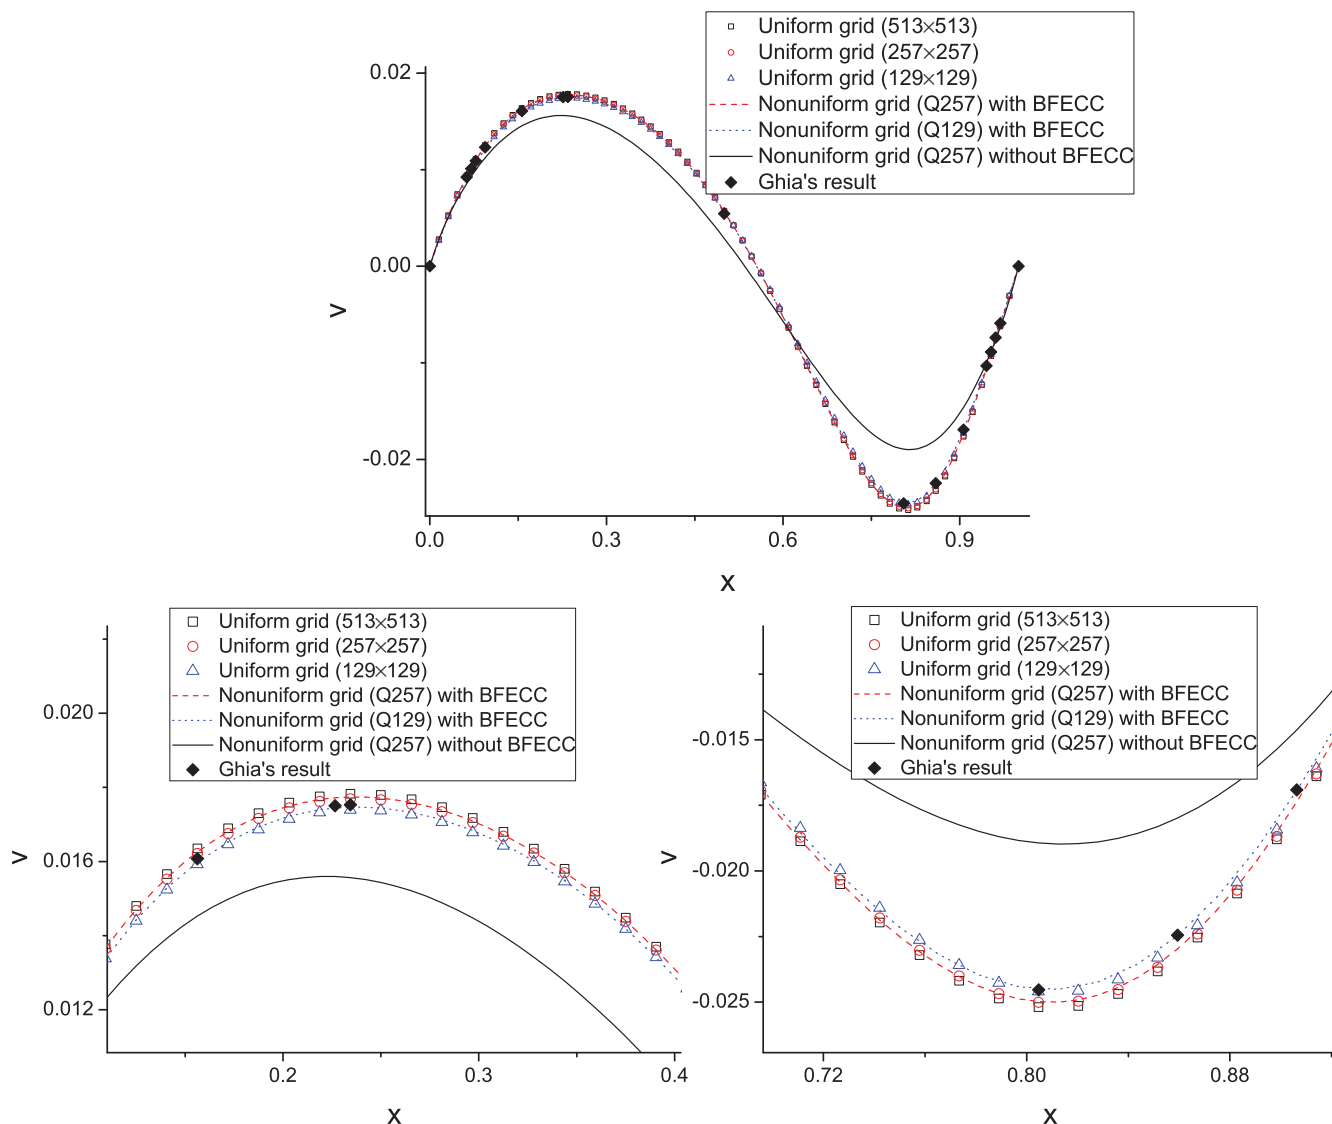 Uniform grid (513×513)
Uniform grid (257×257)
Uniform grid (129×129)
Nonuniform grid (Q257) with BFECC
Nonuniform grid (Q129) with BFECC
Nonuniform grid (Q257) without BFECC
Ghia's result
0.02
0.00
-0.02
v
0.0
0.3
0.6
0.9
x
Uniform grid (513×513)
Uniform grid (257×257)
Uniform grid (129×129)
Nonuniform grid (Q257) with BFECC
Nonuniform grid (Q129) with BFECC
Nonuniform grid (Q257) without BFECC
Ghia's result
0.020
0.016
0.012
v
0.2
0.3
0.4
x
Uniform grid (513×513)
Uniform grid (257×257)
Uniform grid (129×129)
Nonuniform grid (Q257) with BFECC
Nonuniform grid (Q129) with BFECC
Nonuniform grid (Q257) without BFECC
Ghia's result
-0.015
-0.020
-0.025
v
0.72
0.80
0.88
x